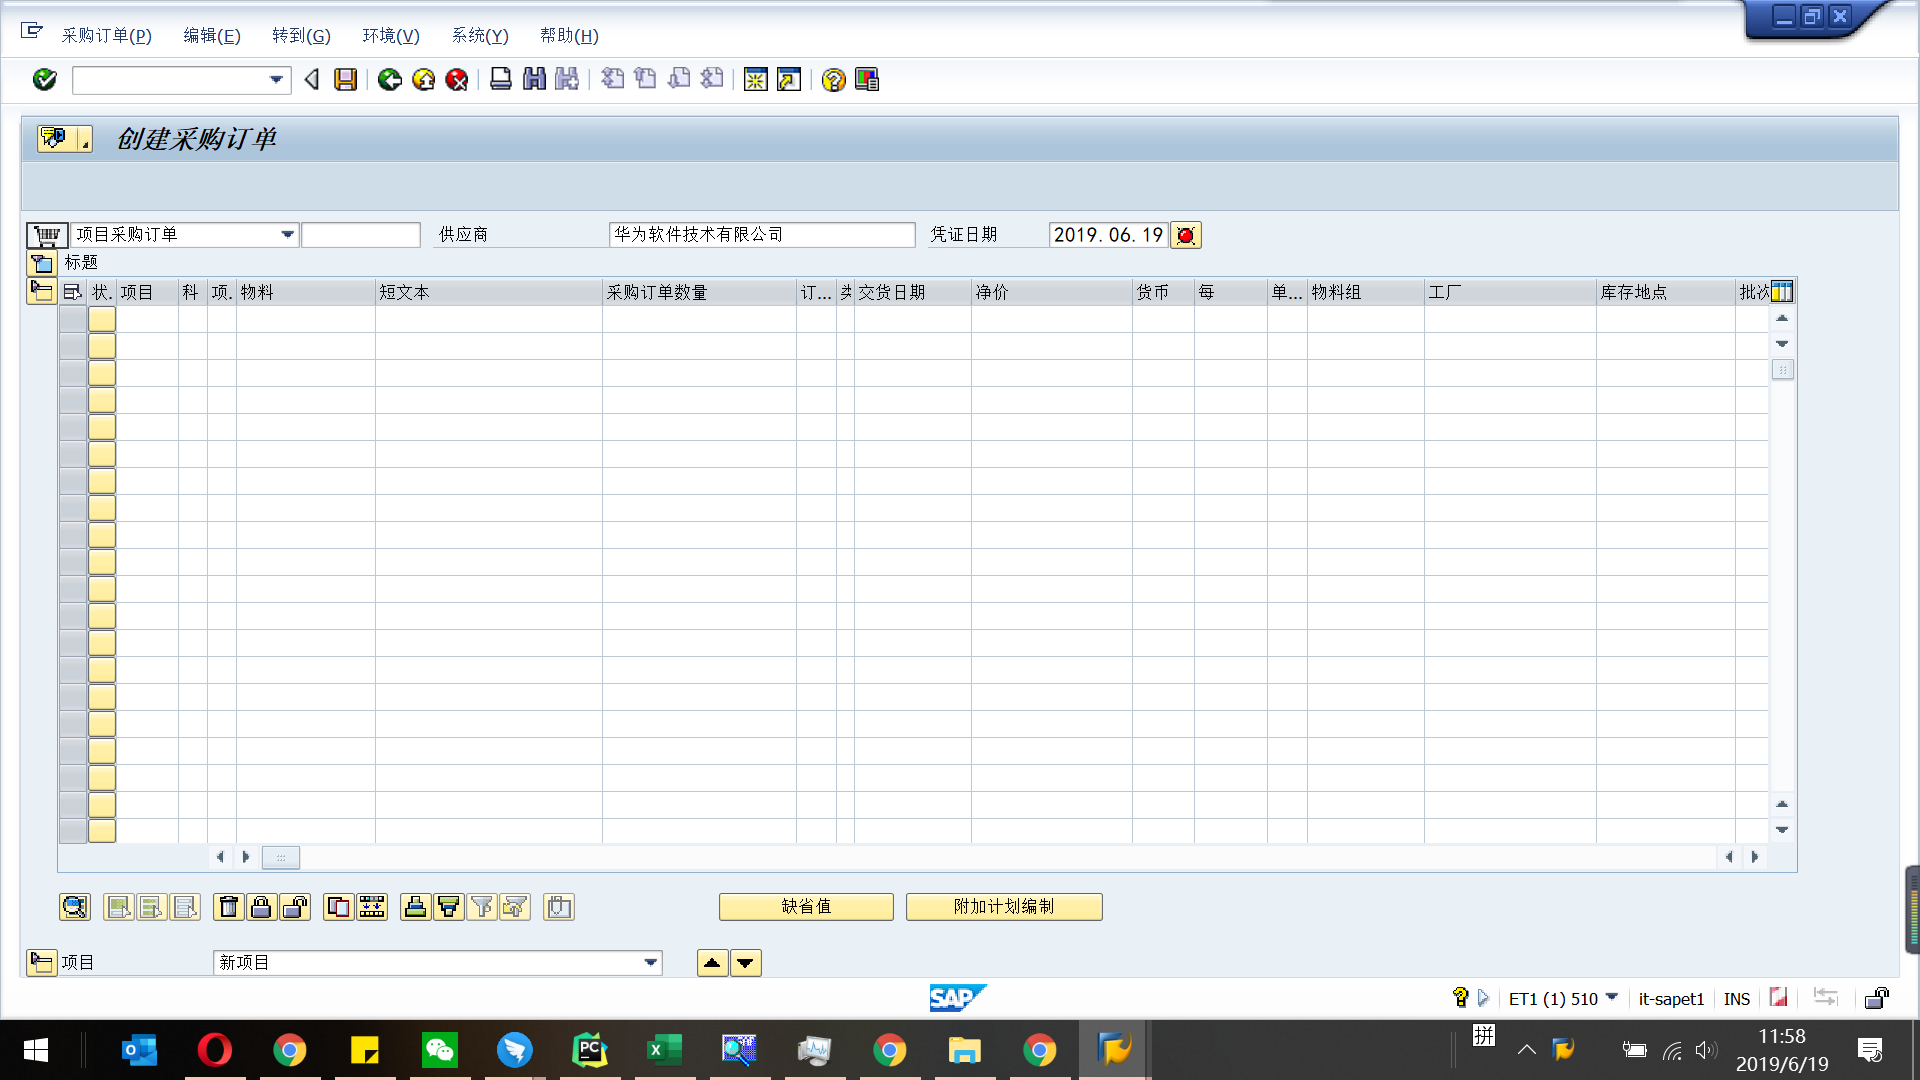 采购订单(P) 编辑(E) 转到(G) 环境(V) 系统(Y) 帮助(H)
创建采购订单
项目采购订单 供应商 华为软件技术有限公司 凭证日期 2019.06.19
标题
状. 项目 科 项. 物料 短文本 采购订单数量 订... 类 交货日期 净价 货币 每 单... 物料组 工厂 库存地点 批次
缺省值 附加计划编制
项目 新项目
SAP ET1 (1) 510 it-sapet1 INS
拼
11:58
2019/6/19